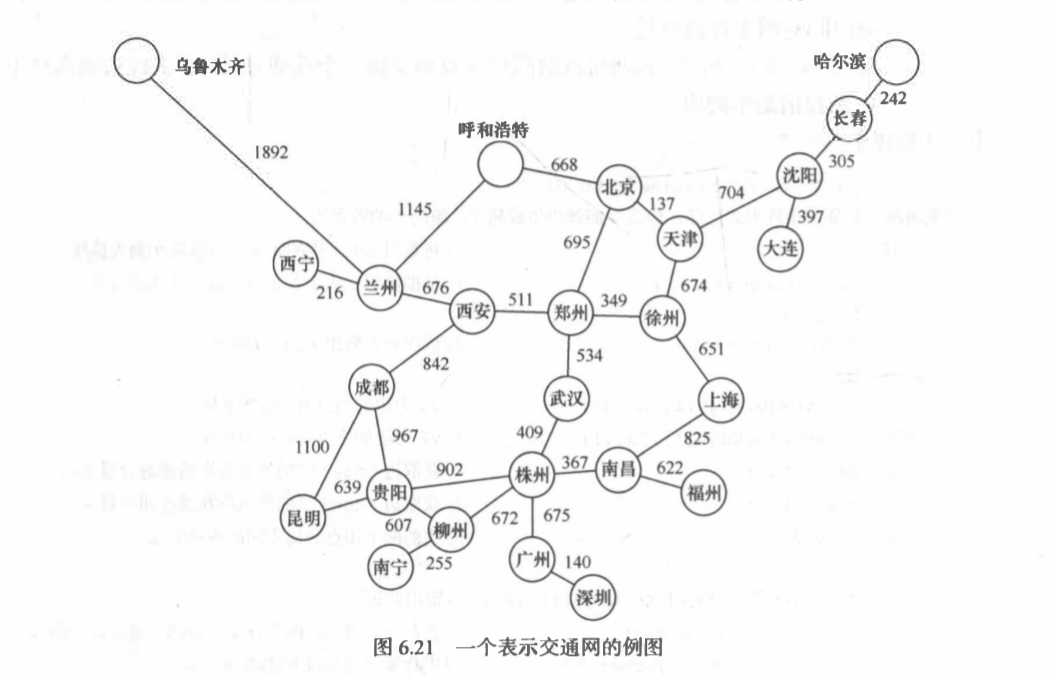 乌鲁木齐
哈尔滨
242
长春
呼和浩特
305
1892
668
沈阳
北京
704
137
1145
397
695
天津
大连
西宁
216
兰州
676
674
西安
511
郑州
349
徐州
842
534
651
成都
武汉
上海
409
825
1100
967
902
367
南昌
622
639
贵阳
株州
福州
昆明
607
柳州
672
675
南宁
255
广州
140
深圳
图 6.21 一个表示交通网的例图